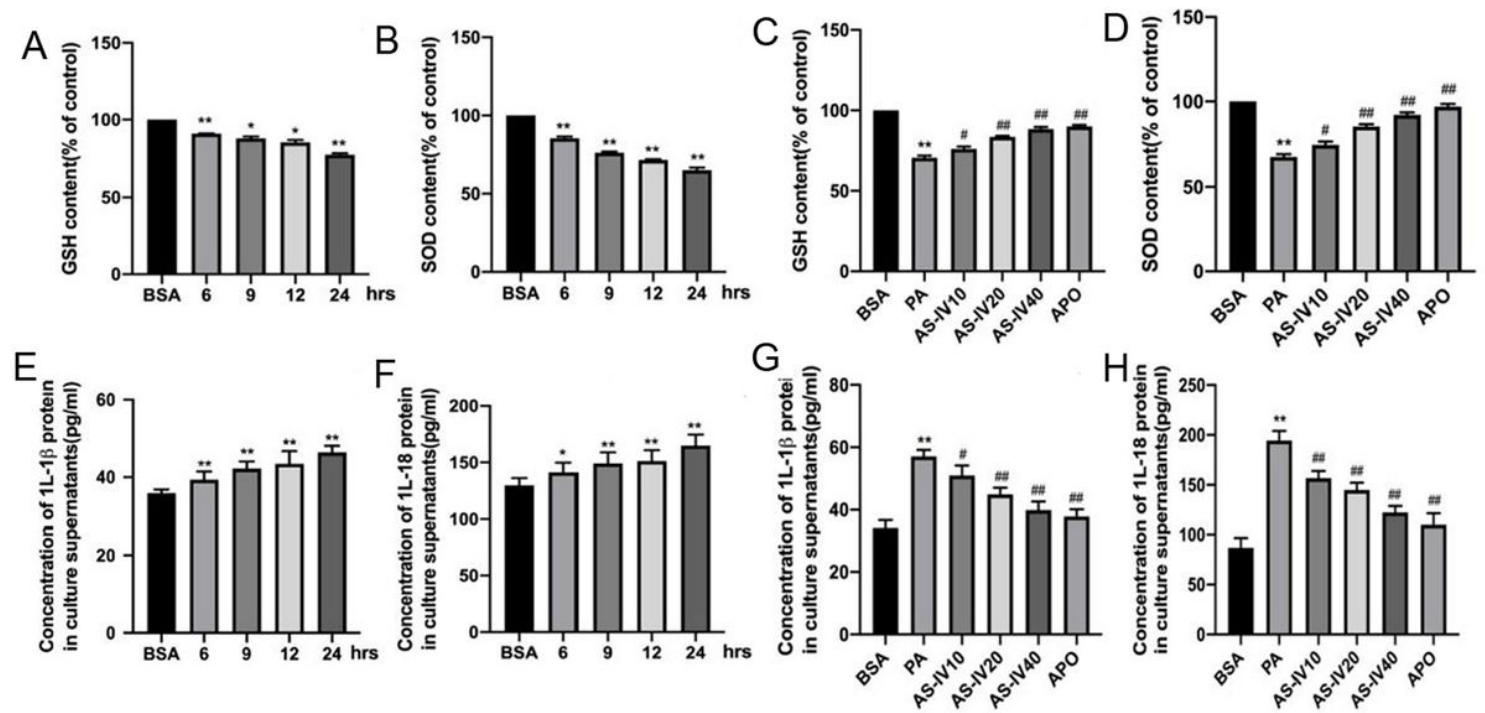 A
GSH content(% of control)
150
100
50
0
** * * **
BSA 6 9 12 24 hrs
B
SOD content(% of control)
150
100
50
0
** ** ** **
BSA 6 9 12 24 hrs
C
GSH content(% of control)
150
100
50
0
** # ## ## ##
BSA PA AS-IV10 AS-IV20 AS-IV40 APO
D
SOD content(% of control)
150
100
50
0
** # ## ## ##
BSA PA AS-IV10 AS-IV20 AS-IV40 APO
E
Concentration of 1L-1β protein
in culture supernatants(pg/ml)
60
40
20
0
** ** ** **
BSA 6 9 12 24 hrs
F
Concentration of 1L-18 protein
in culture supernatants(pg/ml)
200
150
100
50
0
* ** ** **
BSA 6 9 12 24 hrs
G
Concentration of 1L-1β protei
in culture supernatants(pg/ml)
80
60
40
20
0
** # ## ## ##
BSA PA AS-IV10 AS-IV20 AS-IV40 APO
H
Concentration of 1L-18 protein
in culture supernatants(pg/ml)
250
200
150
100
50
0
** ## ## ## ##
BSA PA AS-IV10 AS-IV20 AS-IV40 APO